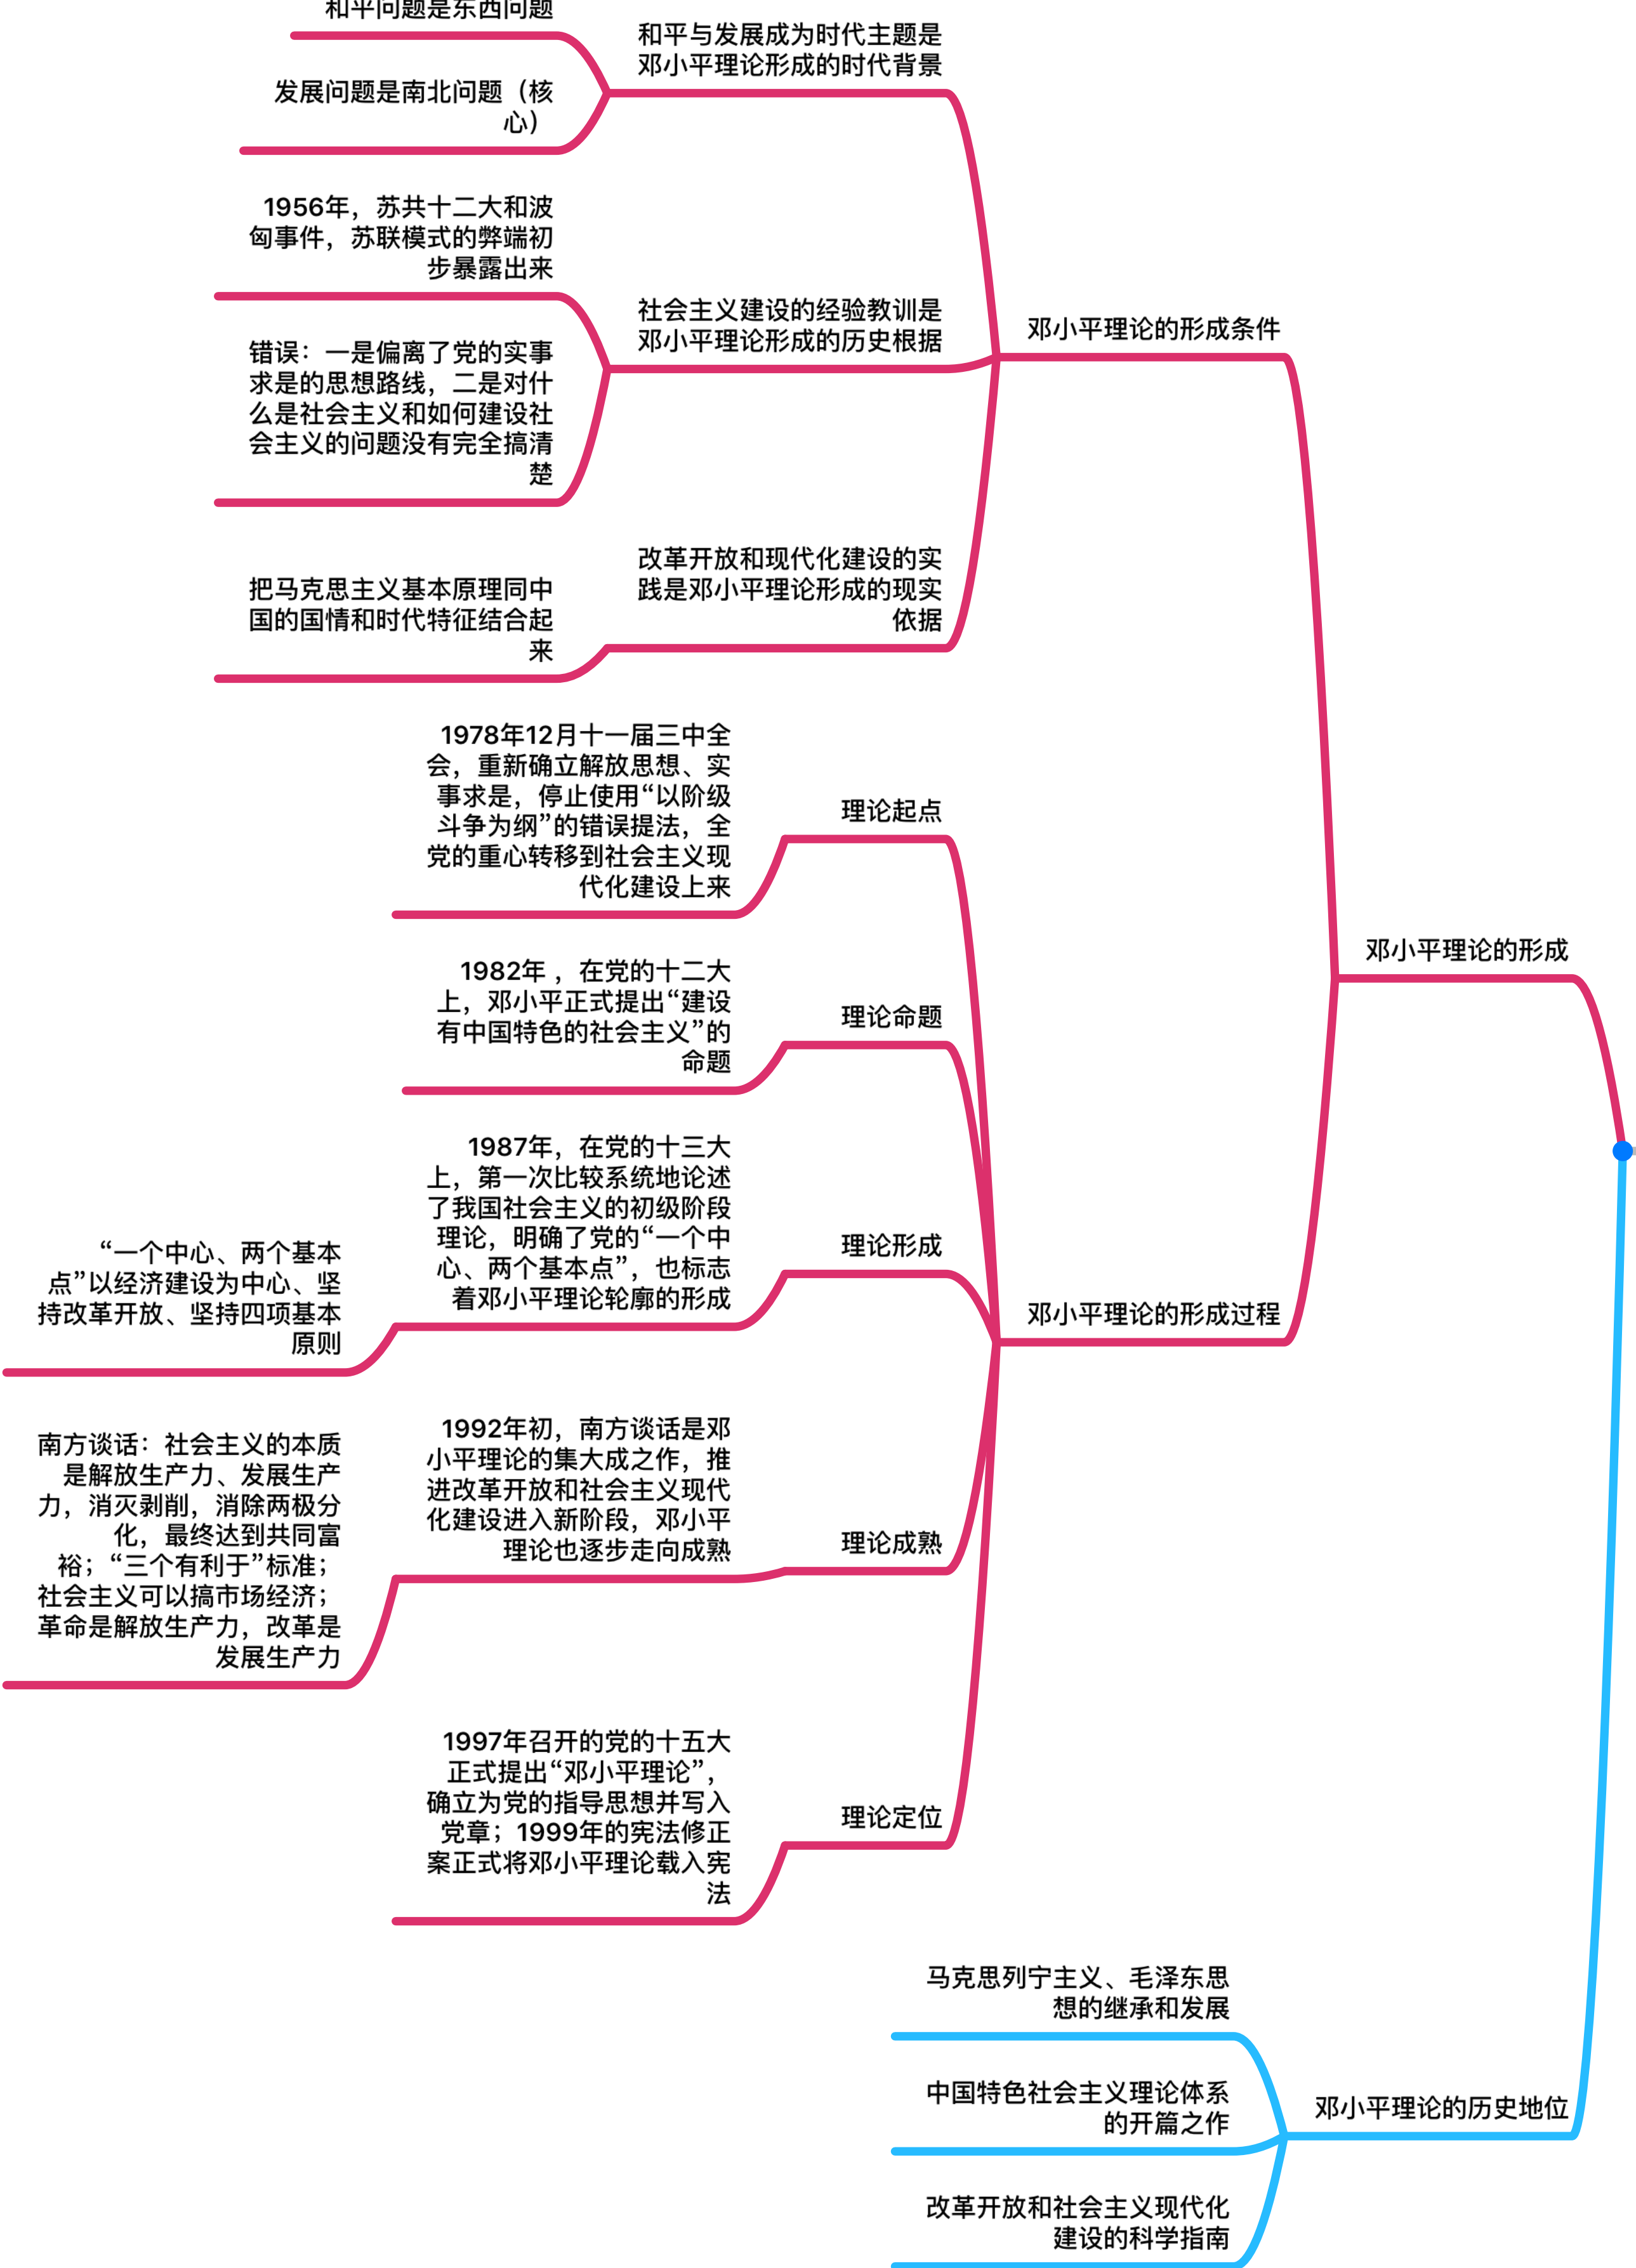 和平问题是东西问题
和平与发展成为时代主题是
邓小平理论形成的时代背景
发展问题是南北问题（核
心）
1956年，苏共十二大和波
匈事件，苏联模式的弊端初
步暴露出来
社会主义建设的经验教训是
邓小平理论形成的历史根据
邓小平理论的形成条件
错误：一是偏离了党的实事
求是的思想路线，二是对什
么是社会主义和如何建设社
会主义的问题没有完全搞清
楚
改革开放和现代化建设的实
践是邓小平理论形成的现实
依据
把马克思主义基本原理同中
国的国情和时代特征结合起
来
1978年12月十一届三中全
会，重新确立解放思想、实
事求是，停止使用“以阶级
斗争为纲”的错误提法，全
党的重心转移到社会主义现
代化建设上来
理论起点
邓小平理论的形成
1982年 ，在党的十二大
上，邓小平正式提出“建设
有中国特色的社会主义”的
命题
理论命题
1987年，在党的十三大
上，第一次比较系统地论述
了我国社会主义的初级阶段
理论，明确了党的“一个中
心、两个基本点”，也标志
着邓小平理论轮廓的形成
理论形成
“一个中心、两个基本
点”以经济建设为中心、坚
持改革开放、坚持四项基本
原则
邓小平理论的形成过程
1992年初，南方谈话是邓
小平理论的集大成之作，推
进改革开放和社会主义现代
化建设进入新阶段，邓小平
理论也逐步走向成熟
理论成熟
南方谈话：社会主义的本质
是解放生产力、发展生产
力，消灭剥削，消除两极分
化，最终达到共同富
裕；“三个有利于”标准；
社会主义可以搞市场经济；
革命是解放生产力，改革是
发展生产力
1997年召开的党的十五大
正式提出“邓小平理论”，
确立为党的指导思想并写入
党章；1999年的宪法修正
案正式将邓小平理论载入宪
法
理论定位
马克思列宁主义、毛泽东思
想的继承和发展
中国特色社会主义理论体系
的开篇之作
邓小平理论的历史地位
改革开放和社会主义现代化
建设的科学指南